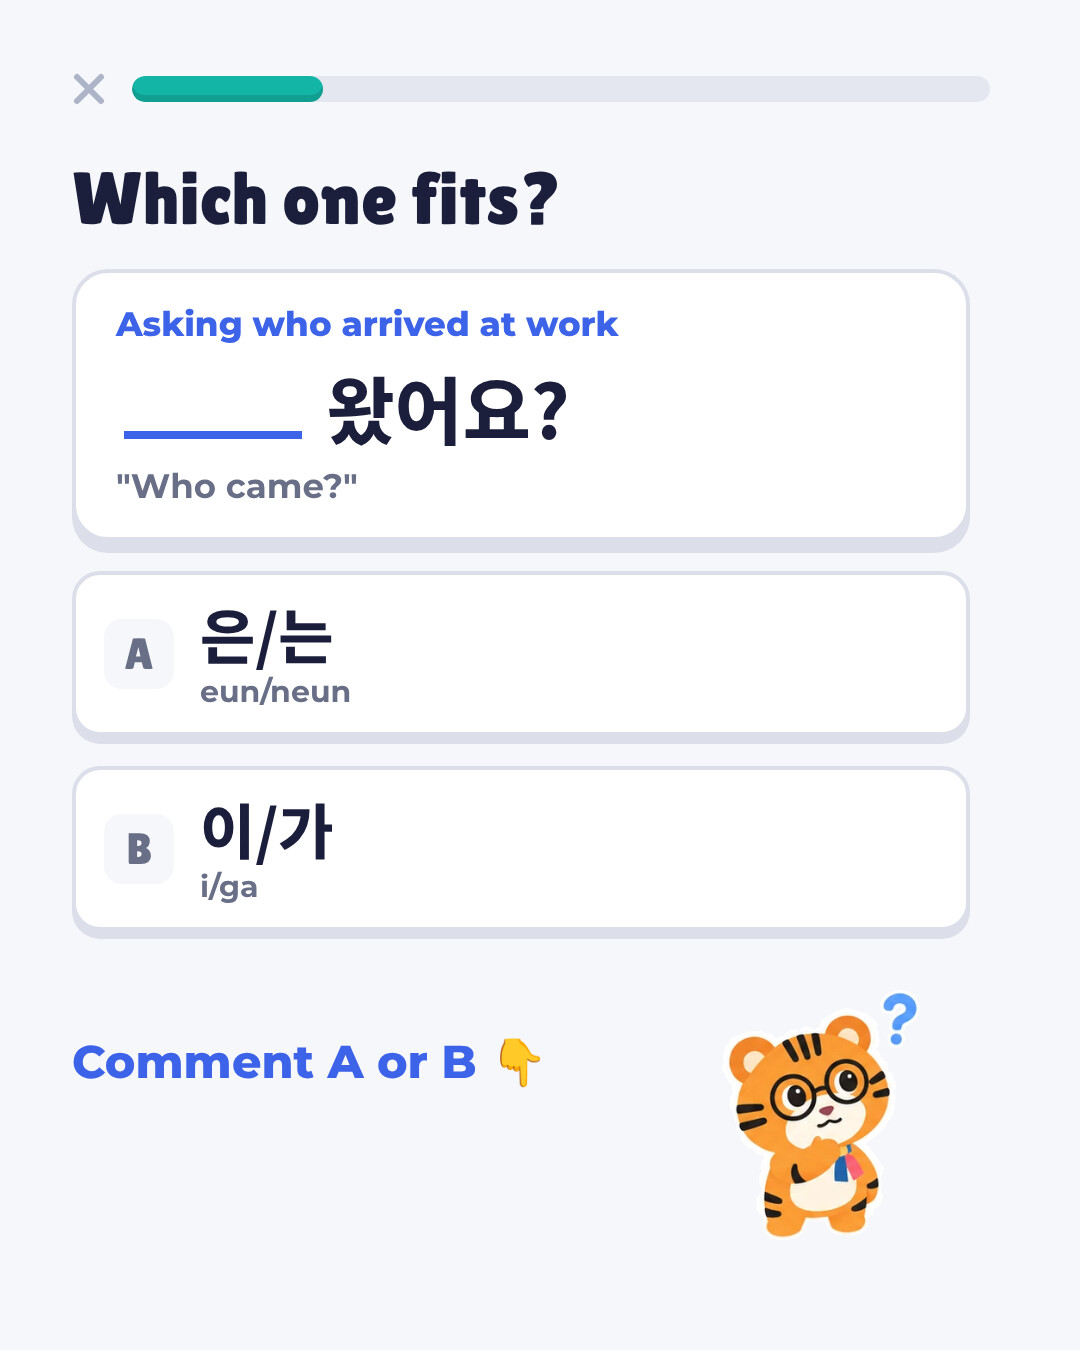 Which one fits?
Asking who arrived at work
______ 왔어요?
"Who came?"
A
은/는
eun/neun
B
이/가
i/ga
Comment A or B 👇
?